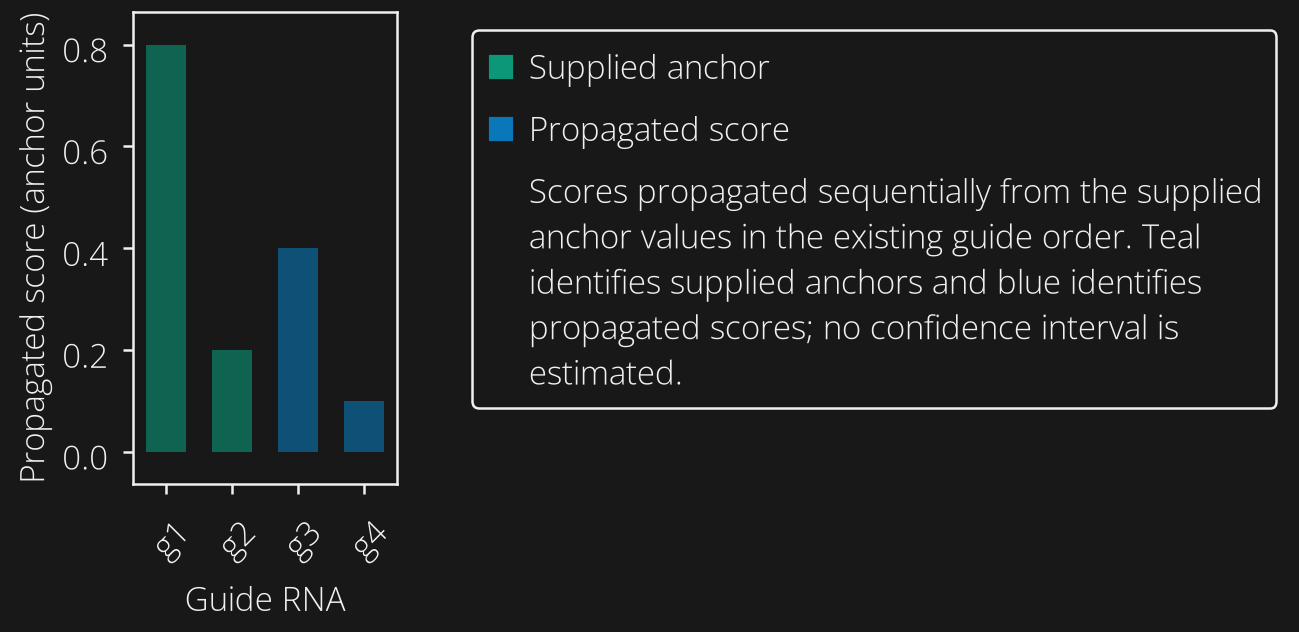 Propagated score (anchor units)
0.8
0.6
0.4
0.2
0.0
g1
g2
g3
g4
Guide RNA
Supplied anchor
Propagated score
Scores propagated sequentially from the supplied
anchor values in the existing guide order. Teal
identifies supplied anchors and blue identifies
propagated scores; no confidence interval is
estimated.